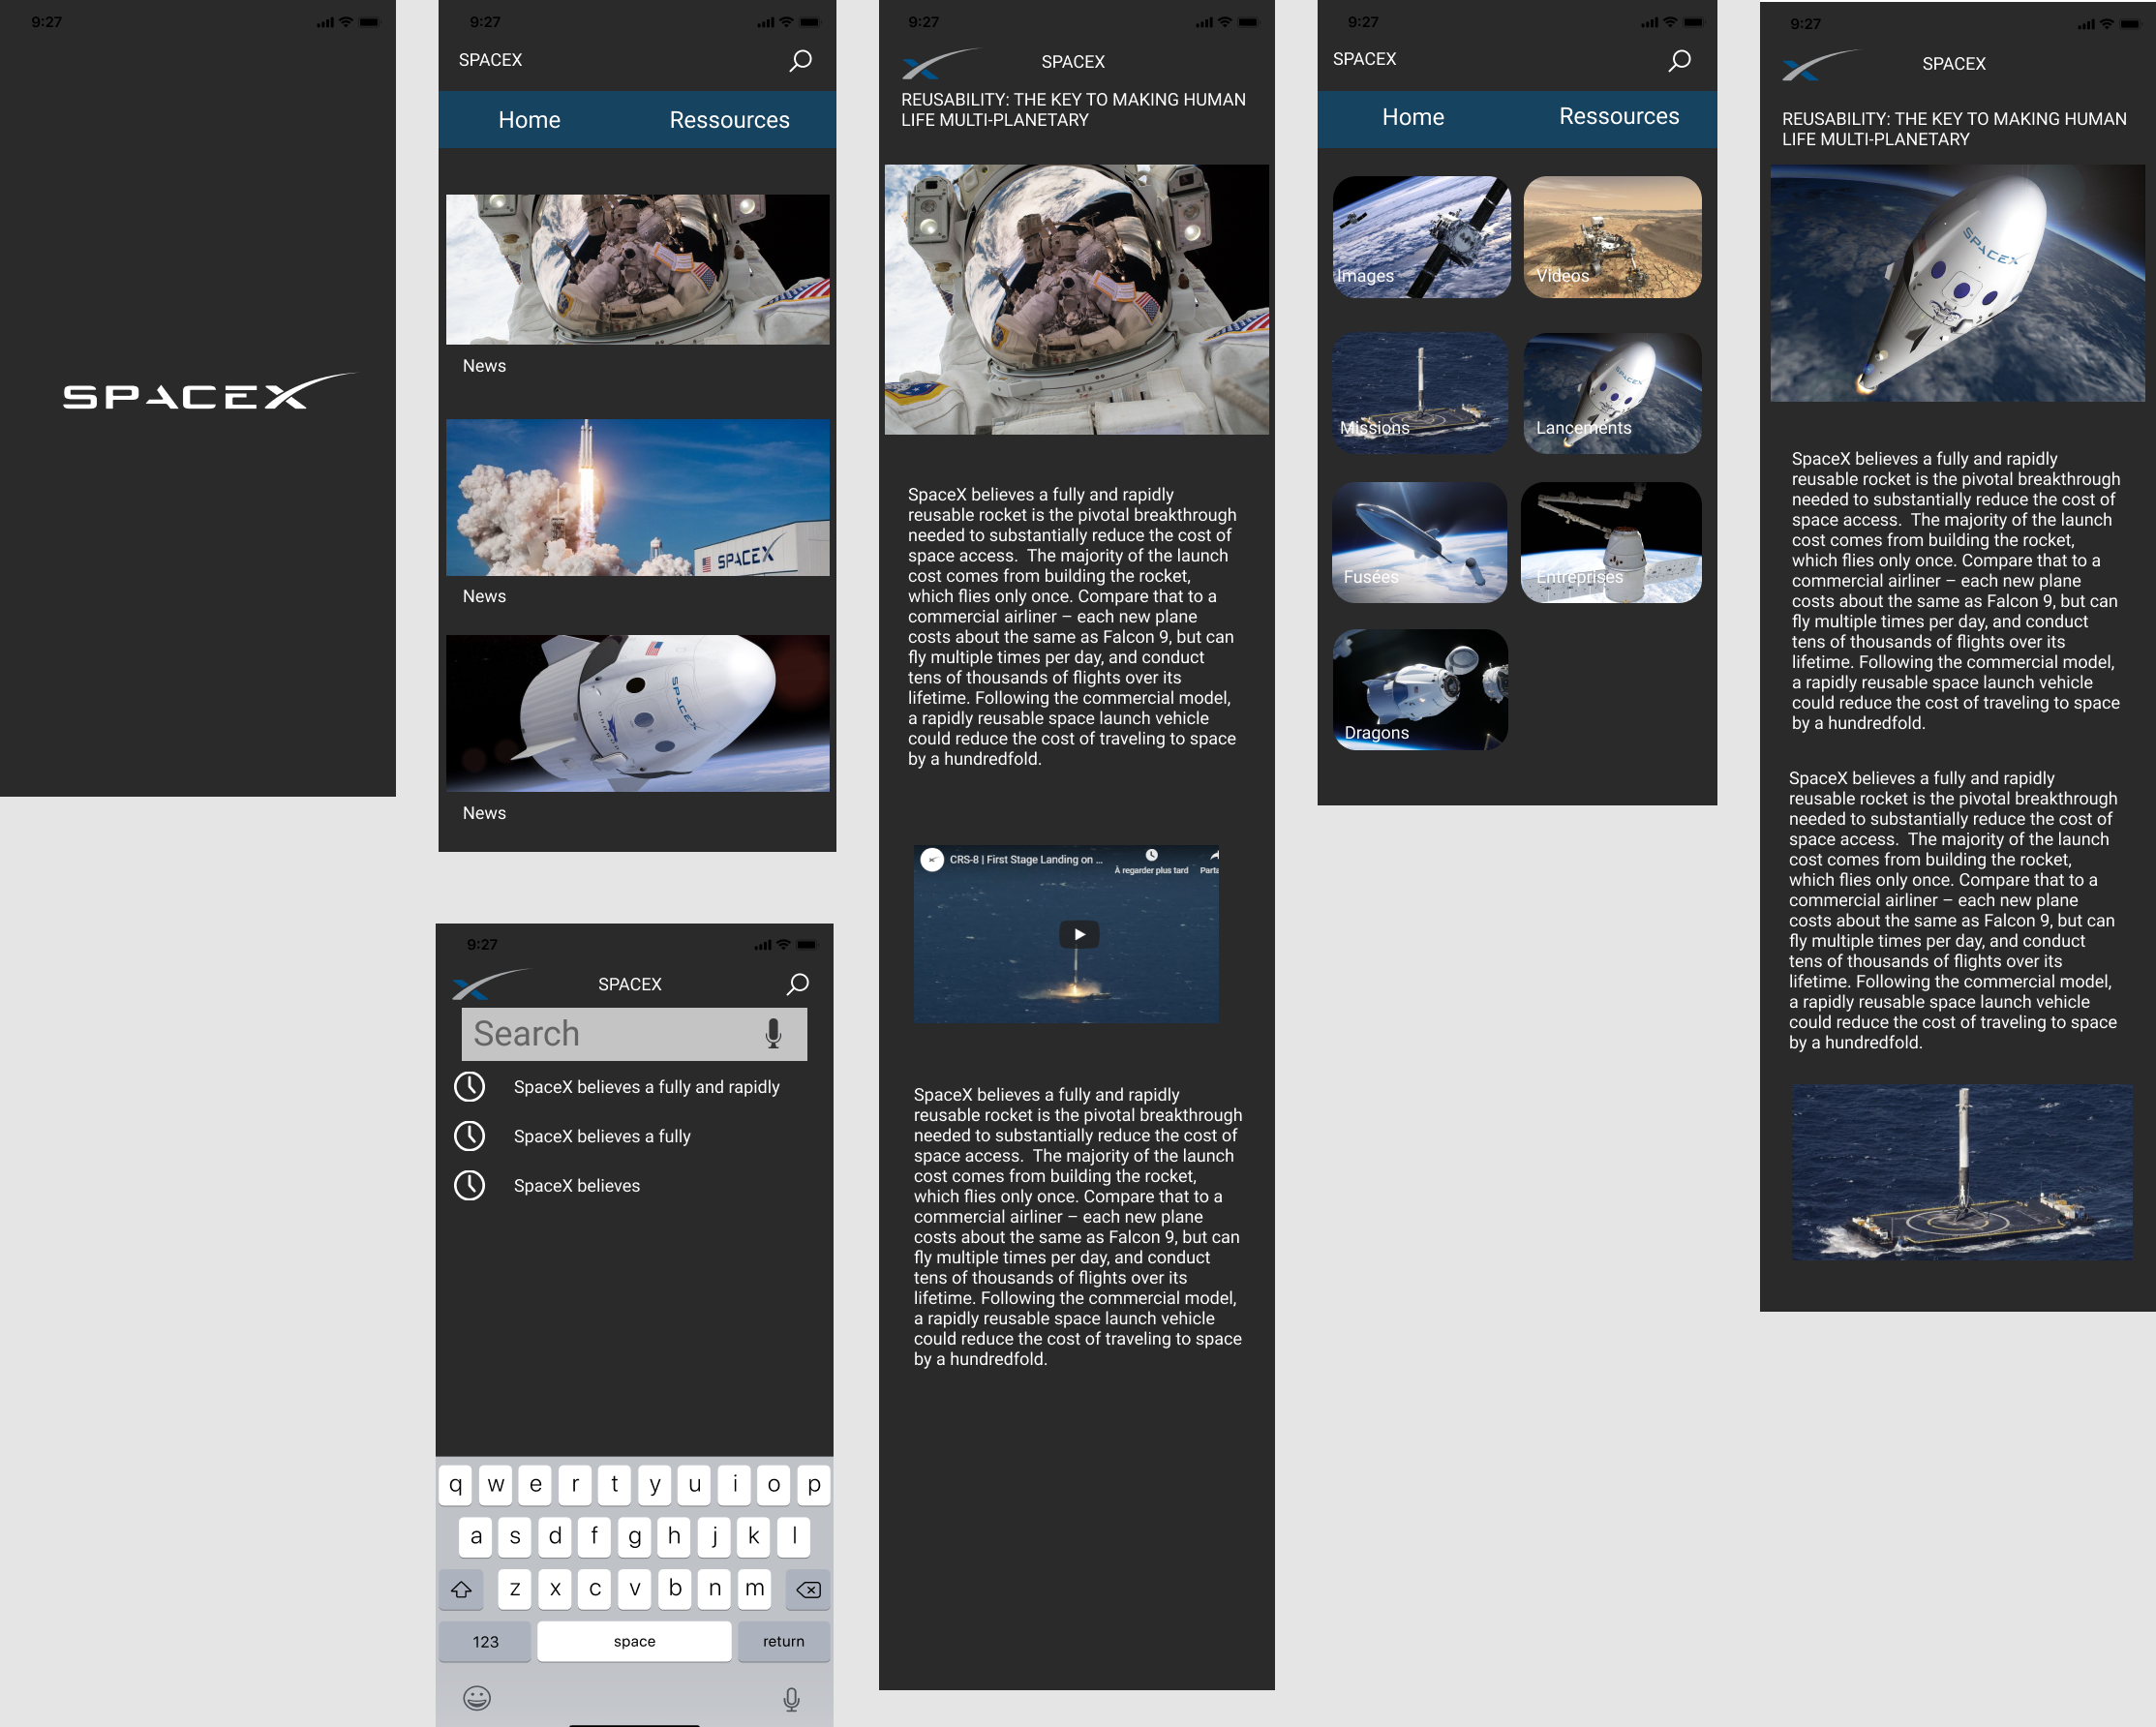 9:27
SPACEX
9:27
SPACEX
Home Ressources
News
SPACEX
News
SPACEX
News
9:27
SPACEX
Search
SpaceX believes a fully and rapidly
SpaceX believes a fully
SpaceX believes
q w e r t y u i o p
a s d f g h j k l
z x c v b n m
123 space return
9:27
SPACEX
REUSABILITY: THE KEY TO MAKING HUMAN
LIFE MULTI-PLANETARY
SpaceX believes a fully and rapidly
reusable rocket is the pivotal breakthrough
needed to substantially reduce the cost of
space access. The majority of the launch
cost comes from building the rocket,
which flies only once. Compare that to a
commercial airliner – each new plane
costs about the same as Falcon 9, but can
fly multiple times per day, and conduct
tens of thousands of flights over its
lifetime. Following the commercial model,
a rapidly reusable space launch vehicle
could reduce the cost of traveling to space
by a hundredfold.
CRS-8 | First Stage Landing on ...
À regarder plus tard Parta
SpaceX believes a fully and rapidly
reusable rocket is the pivotal breakthrough
needed to substantially reduce the cost of
space access. The majority of the launch
cost comes from building the rocket,
which flies only once. Compare that to a
commercial airliner – each new plane
costs about the same as Falcon 9, but can
fly multiple times per day, and conduct
tens of thousands of flights over its
lifetime. Following the commercial model,
a rapidly reusable space launch vehicle
could reduce the cost of traveling to space
by a hundredfold.
9:27
SPACEX
Home Ressources
Images Videos
Missions Lancements
SPACEX
Fusées Entreprises
Dragons
9:27
SPACEX
REUSABILITY: THE KEY TO MAKING HUMAN
LIFE MULTI-PLANETARY
SPACEX
SpaceX believes a fully and rapidly
reusable rocket is the pivotal breakthrough
needed to substantially reduce the cost of
space access. The majority of the launch
cost comes from building the rocket,
which flies only once. Compare that to a
commercial airliner – each new plane
costs about the same as Falcon 9, but can
fly multiple times per day, and conduct
tens of thousands of flights over its
lifetime. Following the commercial model,
a rapidly reusable space launch vehicle
could reduce the cost of traveling to space
by a hundredfold.
SpaceX believes a fully and rapidly
reusable rocket is the pivotal breakthrough
needed to substantially reduce the cost of
space access. The majority of the launch
cost comes from building the rocket,
which flies only once. Compare that to a
commercial airliner – each new plane
costs about the same as Falcon 9, but can
fly multiple times per day, and conduct
tens of thousands of flights over its
lifetime. Following the commercial model,
a rapidly reusable space launch vehicle
could reduce the cost of traveling to space
by a hundredfold.